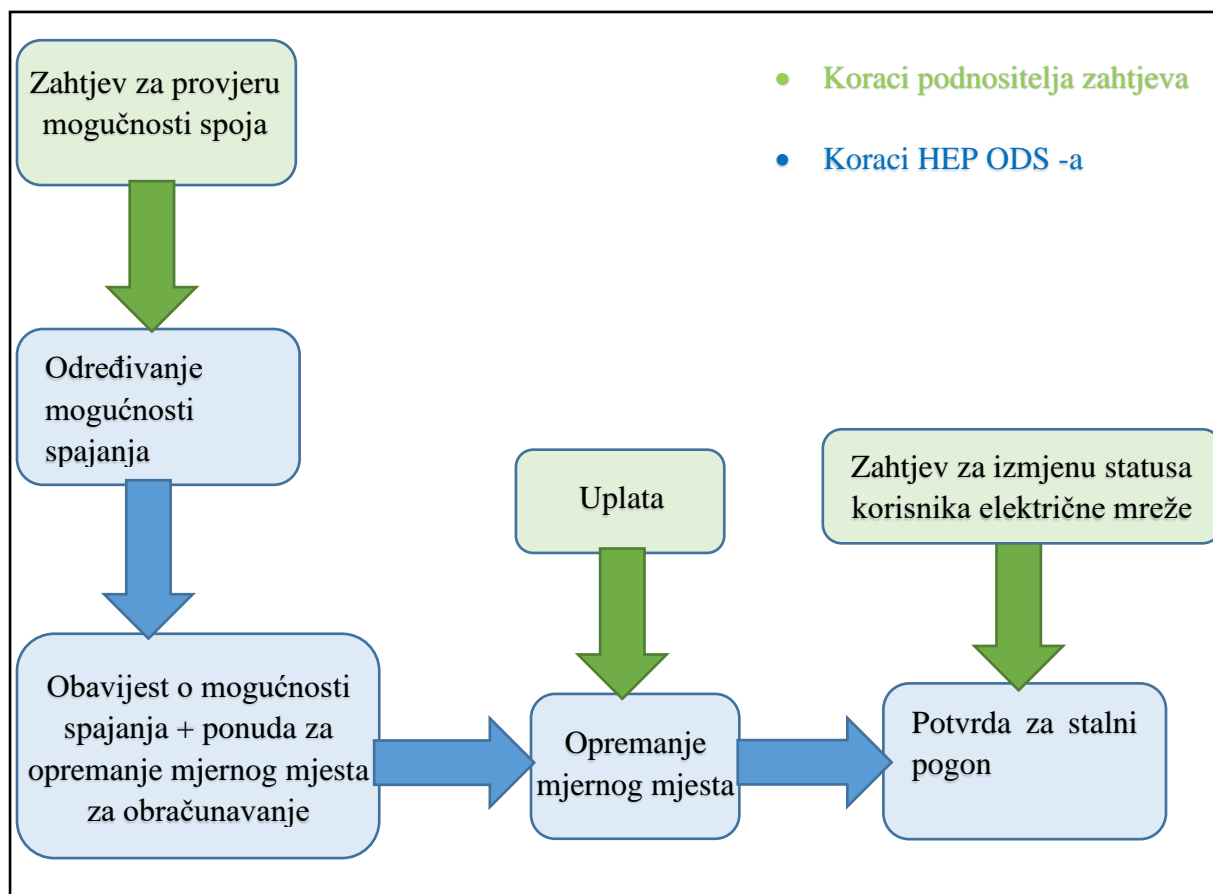 Zahtjev za provjeru
mogučnosti spoja
• Koraci podnositelja zahtjeva
• Koraci HEP ODS -a
Određivanje
mogućnosti
spajanja
Uplata
Zahtjev za izmjenu statusa
korisnika električne mreže
Obavijest o mogućnosti
spajanja + ponuda za
opremanje mjernog mjesta
za obračunavanje
Opremanje
mjernog mjesta
Potvrda za stalni
pogon